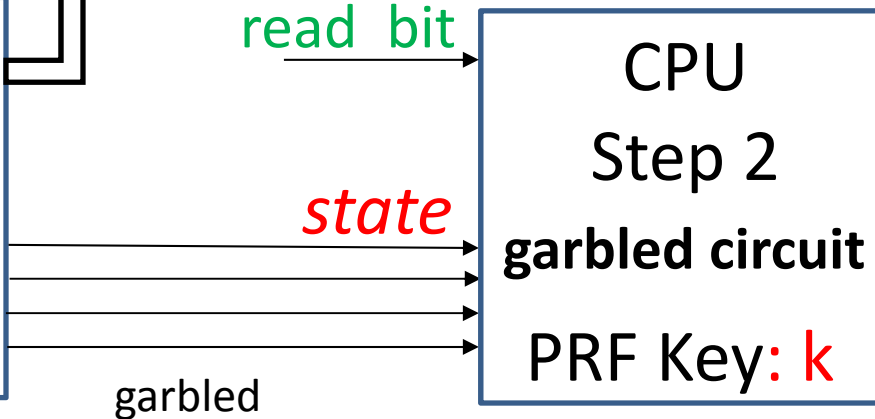 read bit
CPU
Step 2
state
garbled circuit
PRF Key: k
garbled